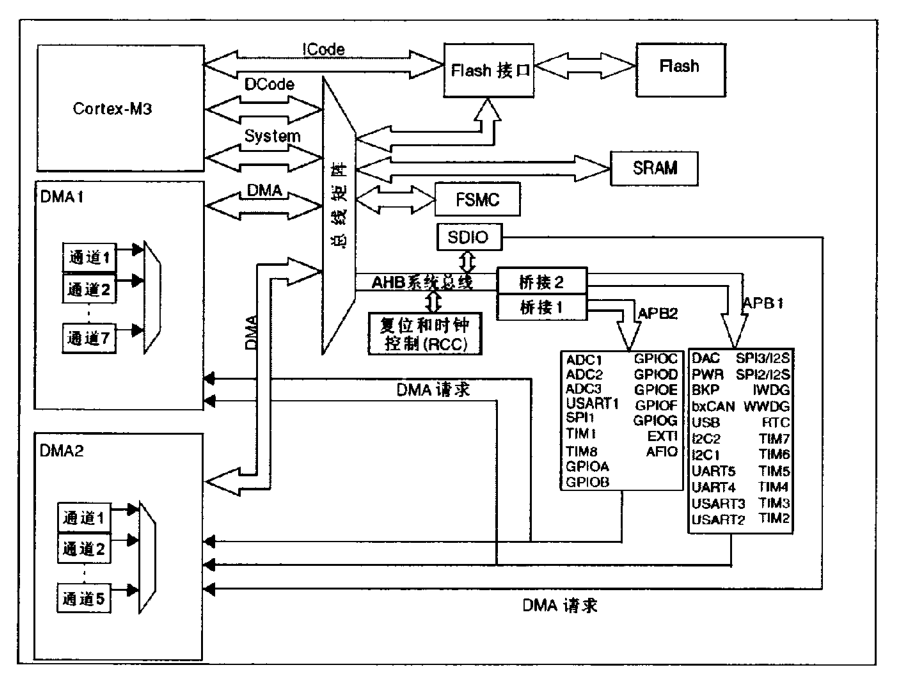 Cortex-M3
ICode
DCode
System
DMA
Flash 接口
Flash
SRAM
FSMC
SDIO
总线矩阵
AHB系统总线
桥接2
桥接1
复位和时钟
控制(RCC)
APB2
APB1
DMA1
通道1
通道2
通道7
DMA
DMA 请求
ADC1 GPIOC
ADC2 GPIOD
ADC3 GPIOE
USART1 GPIOF
SPI1 GPIOG
TIM1 EXTI
TIM8 AFIO
GPIOA
GPIOB
DAC SPI3/I2S
PWR SPI2/I2S
BKP IWDG
bxCAN WWDG
USB RTC
I2C2 TIM7
I2C1 TIM6
UART5 TIM5
UART4 TIM4
USART3 TIM3
USART2 TIM2
DMA2
通道1
通道2
通道5
DMA 请求